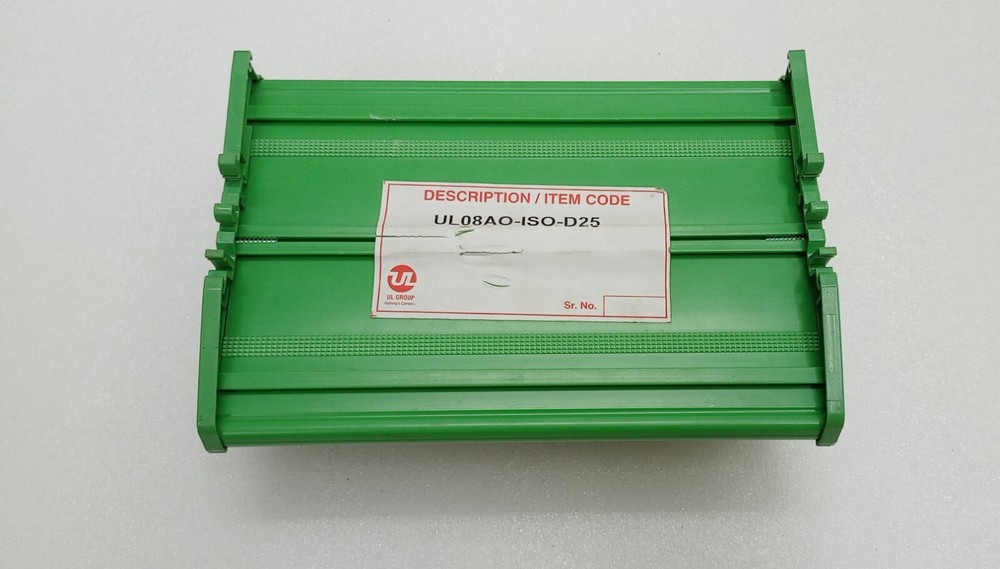 DESCRIPTION / ITEM CODE
UL08AO-ISO-D25
UL
UL GROUP
Sr. No.